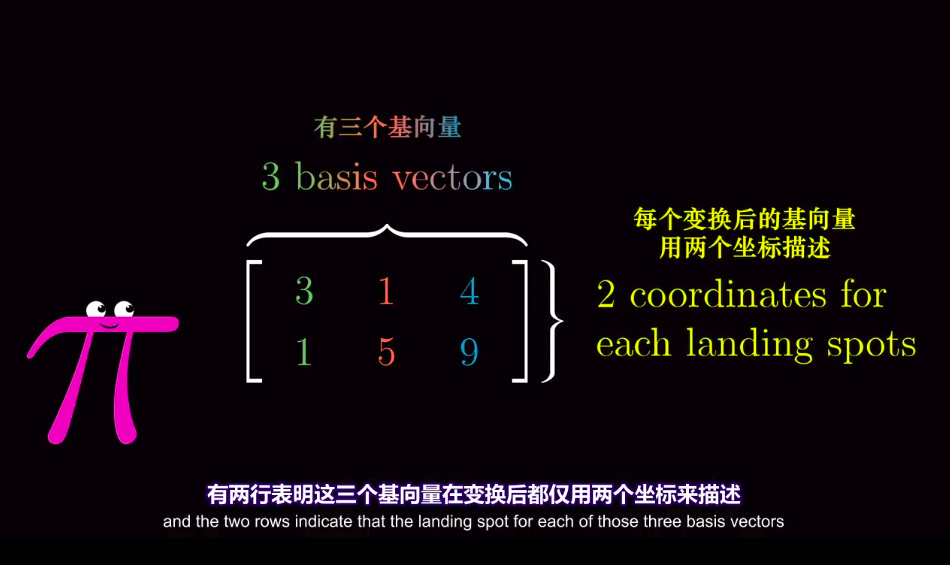 有三个基向量
3 basis vectors
每个变换后的基向量
用两个坐标描述
3 1 4
1 5 9
2 coordinates for
each landing spots
有两行表明这三个基向量在变换后都仅用两个坐标来描述
and the two rows indicate that the landing spot for each of those three basis vectors